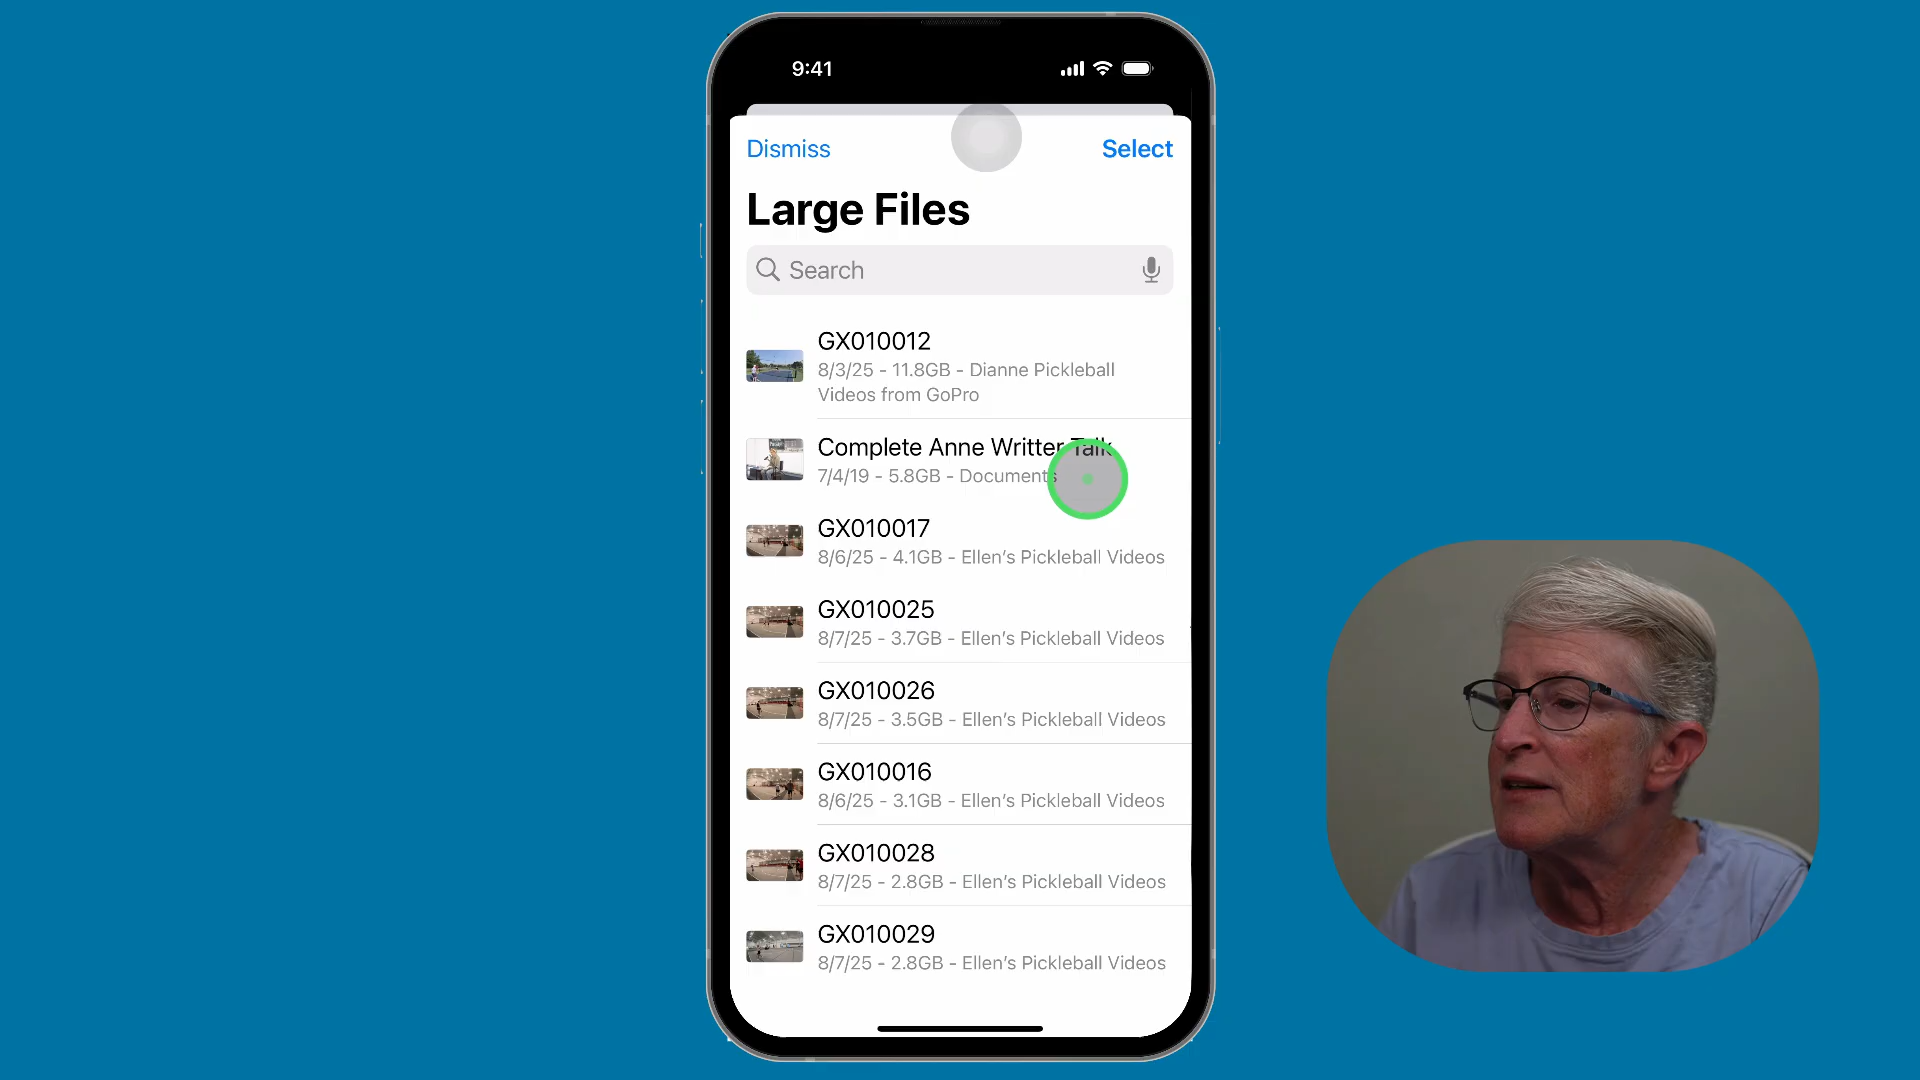 9:41
Dismiss
Select
Large Files
Search
GX010012
8/3/25 - 11.8GB - Dianne Pickleball
Videos from GoPro
Complete Anne Writter Talk
7/4/19 - 5.8GB - Documents
GX010017
8/6/25 - 4.1GB - Ellen’s Pickleball Videos
GX010025
8/7/25 - 3.7GB - Ellen’s Pickleball Videos
GX010026
8/7/25 - 3.5GB - Ellen’s Pickleball Videos
GX010016
8/6/25 - 3.1GB - Ellen’s Pickleball Videos
GX010028
8/7/25 - 2.8GB - Ellen’s Pickleball Videos
GX010029
8/7/25 - 2.8GB - Ellen’s Pickleball Videos